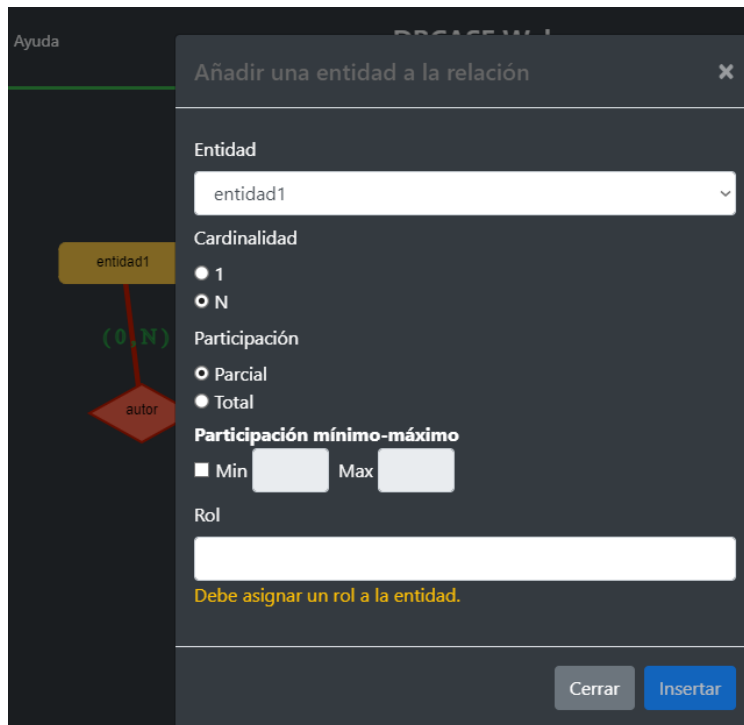 Ayuda
Añadir una entidad a la relación
×
Entidad
entidad1
Cardinalidad
1
N
entidad1
(0,N)
Participación
Parcial
Total
autor
Participación mínimo-máximo
Min Max
Rol
Debe asignar un rol a la entidad.
Cerrar Insertar